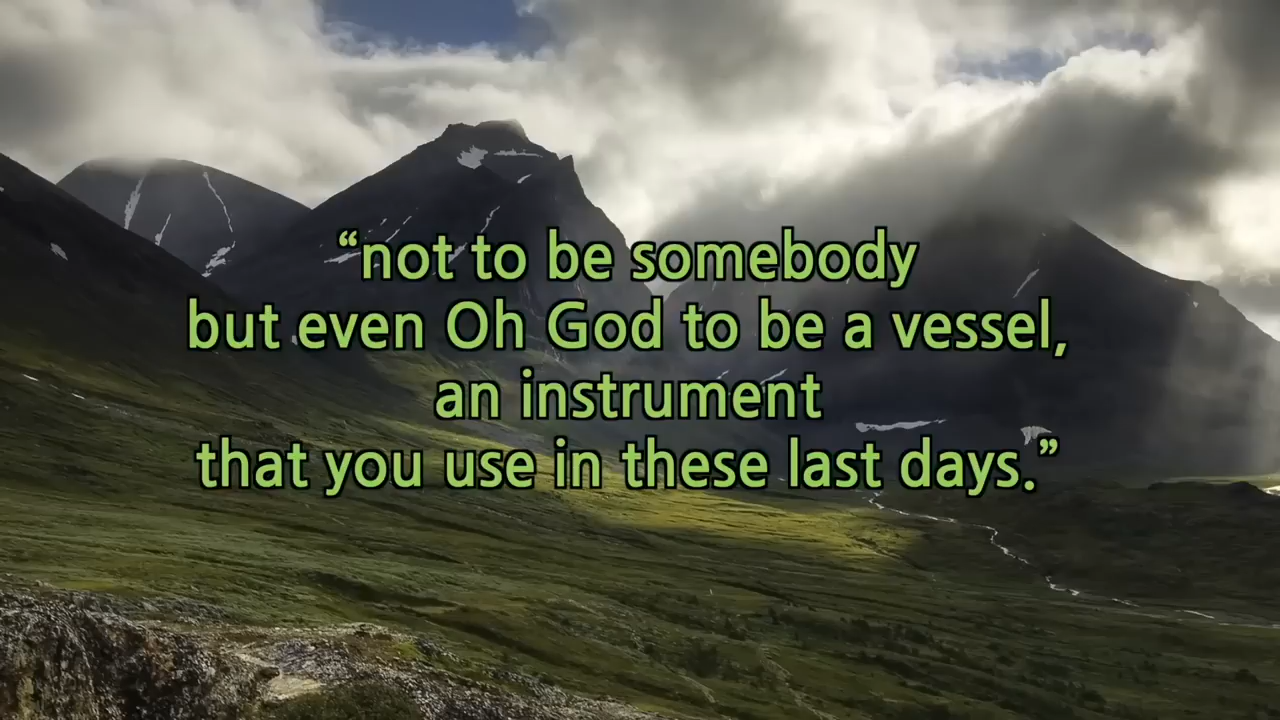 “not to be somebody
but even Oh God to be a vessel,
an instrument
that you use in these last days.”